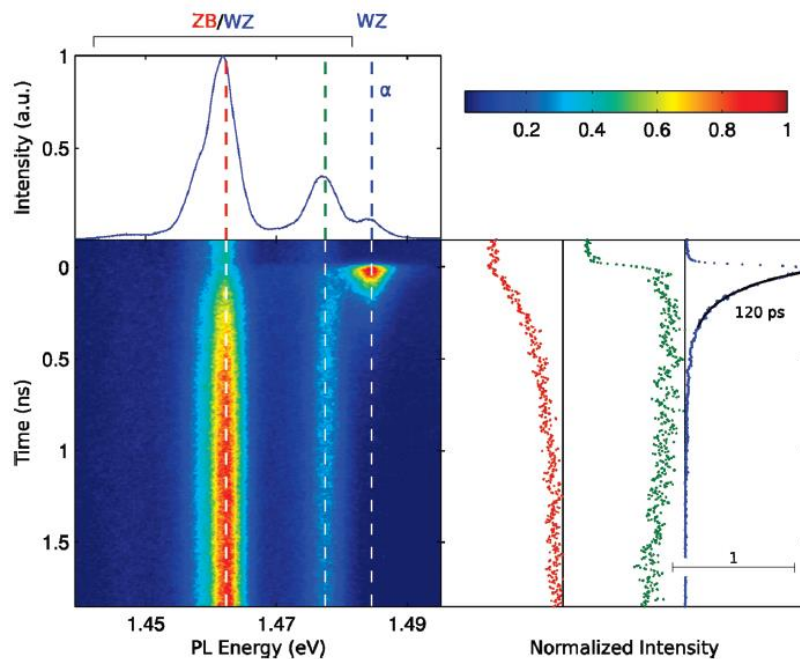 ZB/WZ WZ
Intensity (a.u.)
1
0.5
α
0.2 0.4 0.6 0.8 1
Time (ns)
0
0.5
1
1.5
120 ps
1
1.45 1.47 1.49
PL Energy (eV) Normalized Intensity